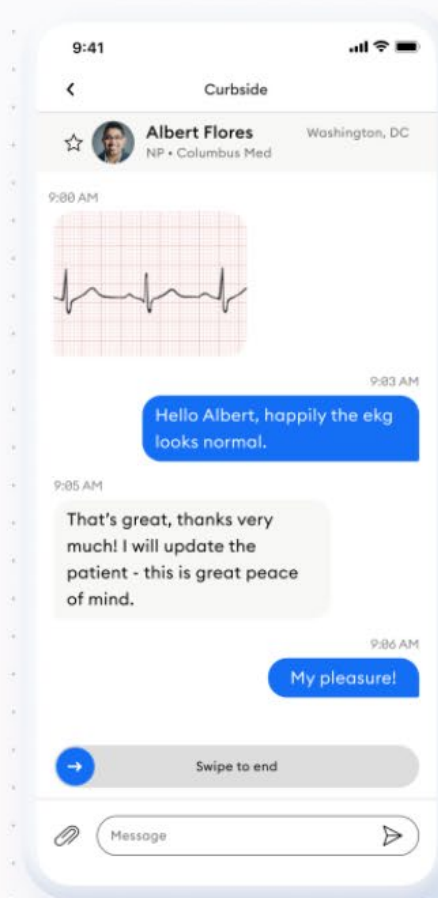 9:41
Curbside
Albert Flores
Washington, DC
NP • Columbus Med
9:00 AM
9:03 AM
Hello Albert, happily the ekg
looks normal.
9:05 AM
That's great, thanks very
much! I will update the
patient - this is great peace
of mind.
9:06 AM
My pleasure!
Swipe to end
Message